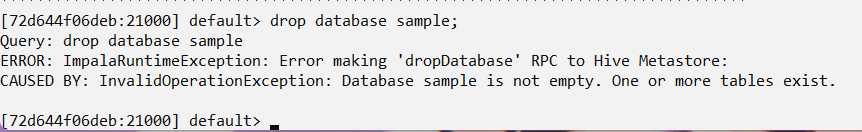 [72d644f06deb:21000] default> drop database sample;
Query: drop database sample
ERROR: ImpalaRuntimeException: Error making 'dropDatabase' RPC to Hive Metastore:
CAUSED BY: InvalidOperationException: Database sample is not empty. One or more tables exist.
[72d644f06deb:21000] default>